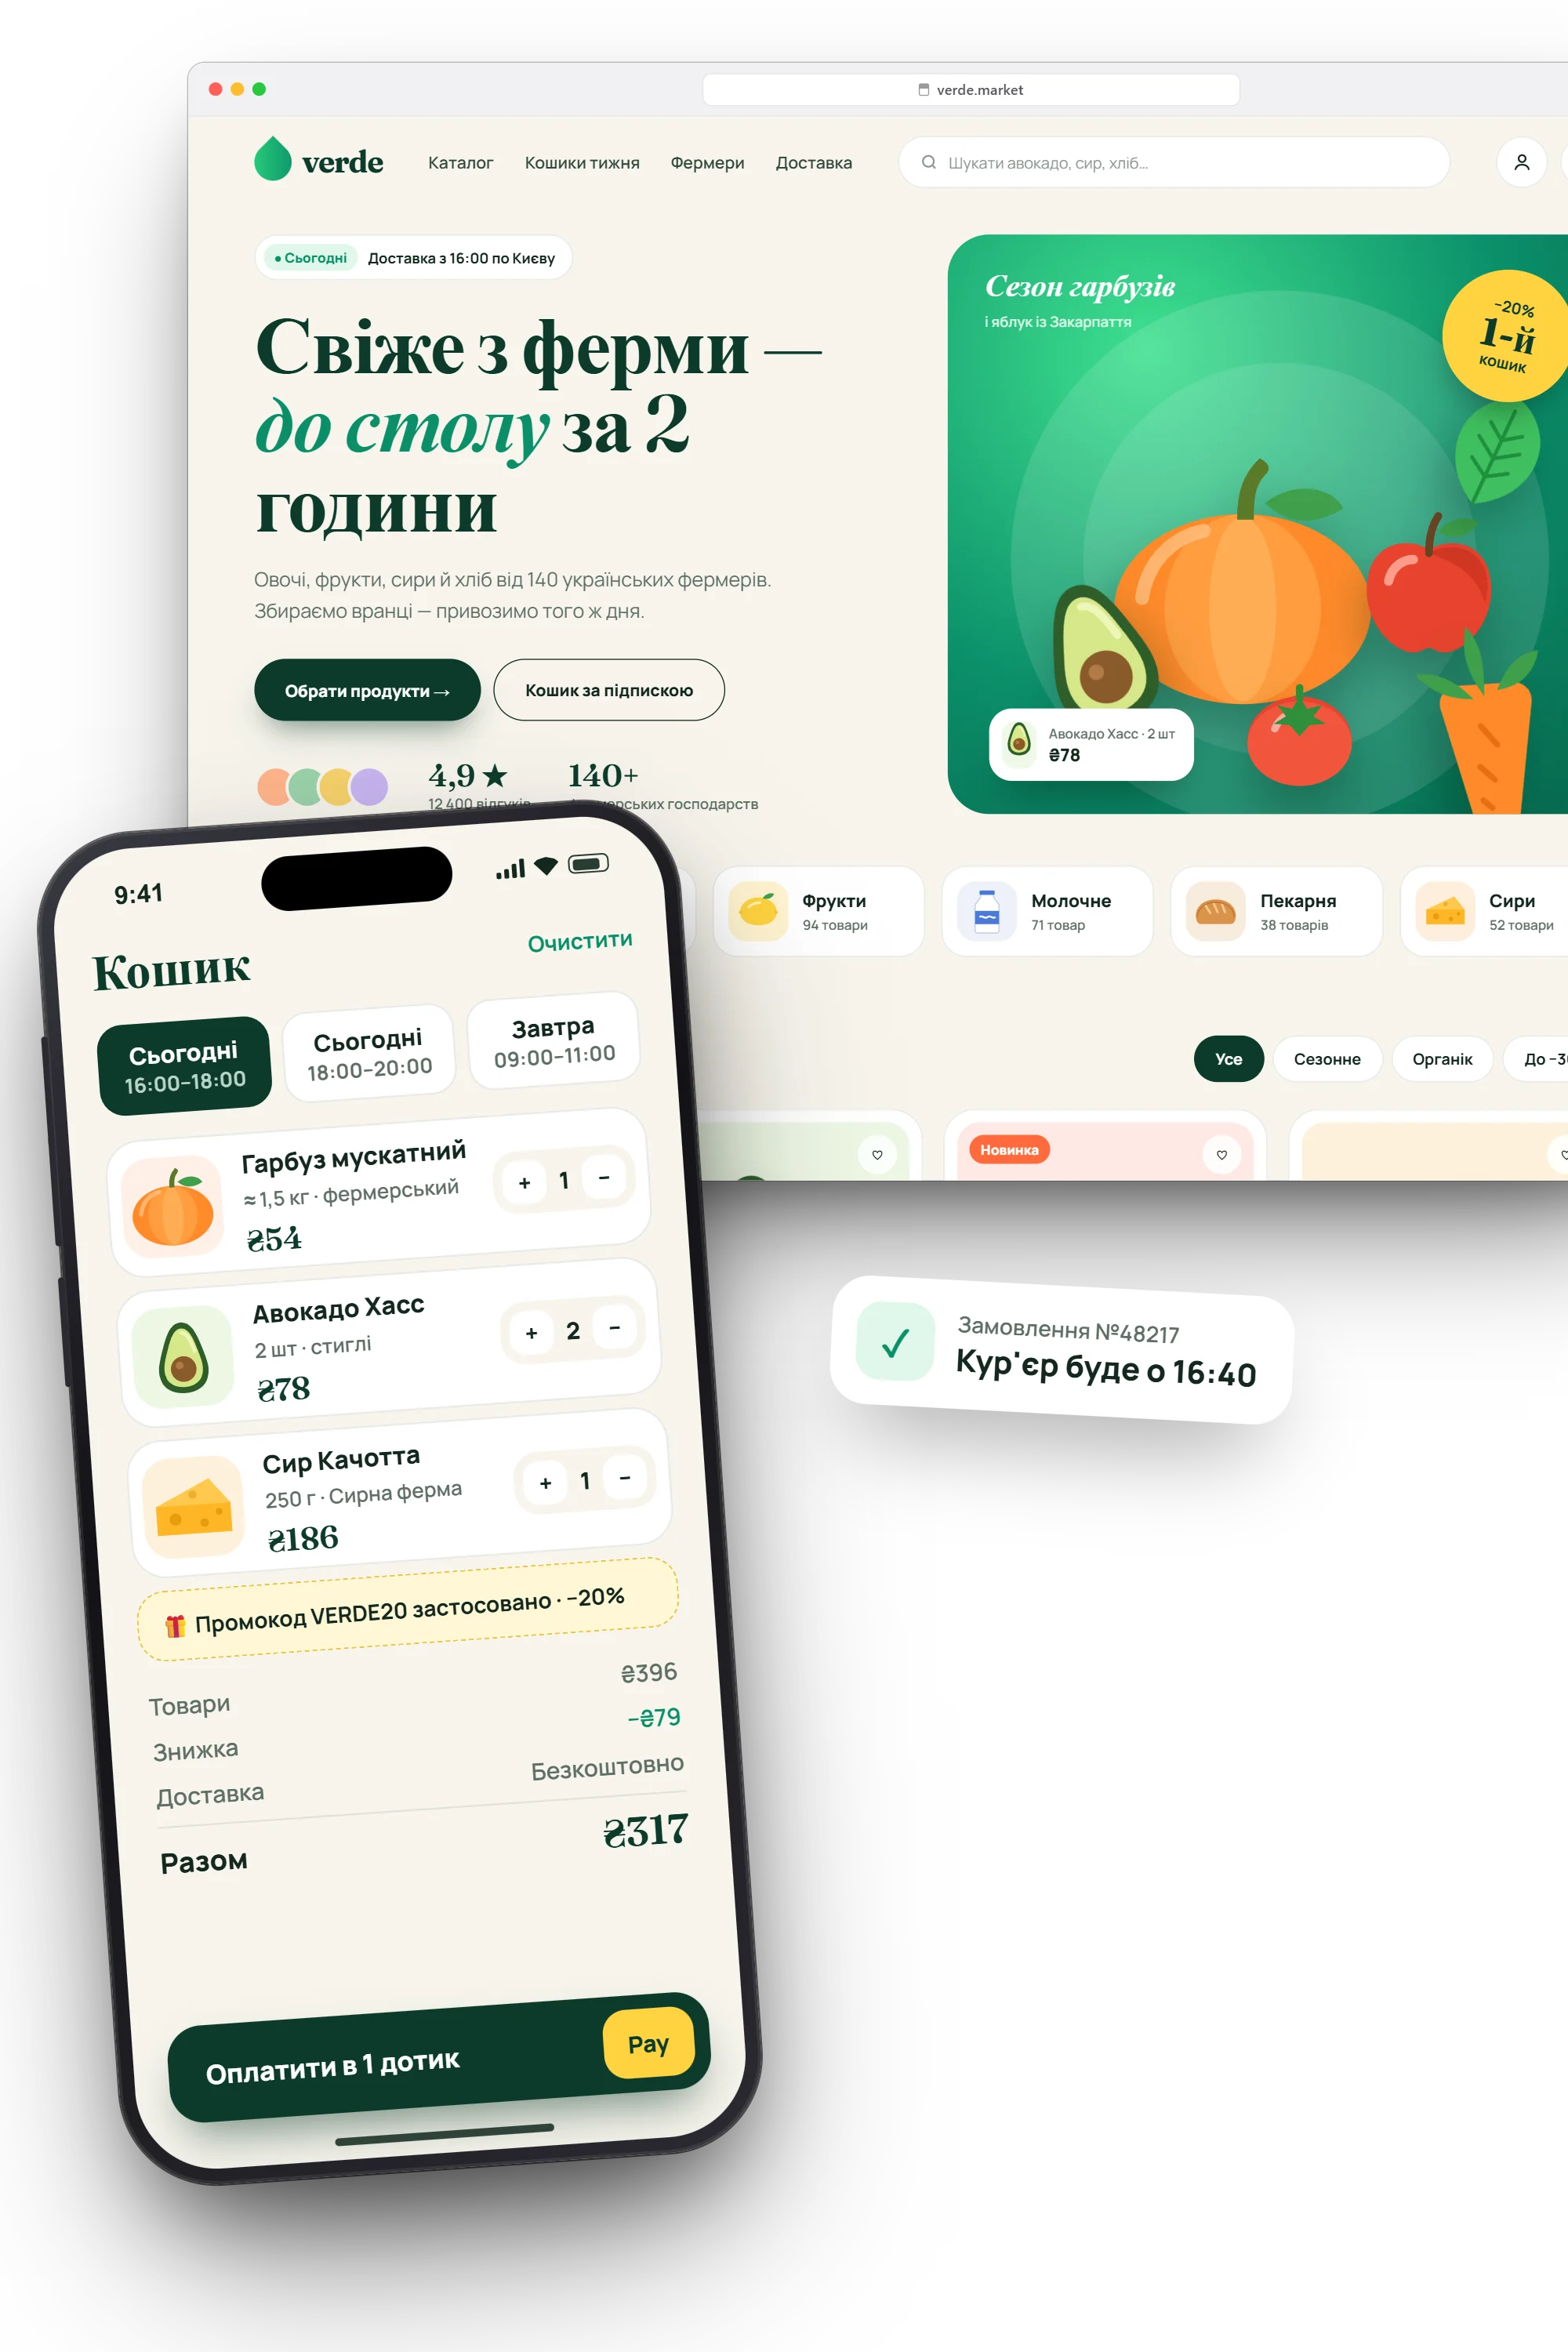 verde.market
verde
Каталог
Кошики тижня
Фермери
Доставка
Шукати авокадо, сир, хліб...
• Сьогодні
Доставка з 16:00 по Києву
Свіже з ферми —
до столу за 2
години
Овочі, фрукти, сири й хліб від 140 українських фермерів.
Збираємо вранці — привозимо того ж дня.
Обрати продукти →
Кошик за підпискою
4,9 ★
12 400 відгуків
140+
господарств
Сезон гарбузів
і яблук із Закарпаття
−20%
1-й
кошик
Авокадо Хасс · 2 шт
₴78
Фрукти
94 товари
Молочне
71 товар
Пекарня
38 товарів
Сири
52 товари
Усе
Сезонне
Органік
Новинка
9:41
Кошик
Очистити
Сьогодні
16:00–18:00
Сьогодні
18:00–20:00
Завтра
09:00–11:00
Гарбуз мускатний
≈ 1,5 кг · фермерський
₴54
+ 1 −
Авокадо Хасс
2 шт · стиглі
₴78
+ 2 −
Сир Качотта
250 г · Сирна ферма
₴186
+ 1 −
🎁 Промокод VERDE20 застосовано · −20%
Товари ₴396
Знижка −₴79
Доставка Безкоштовно
Разом ₴317
Оплатити в 1 дотик
Pay
✓
Замовлення №48217
Кур'єр буде о 16:40